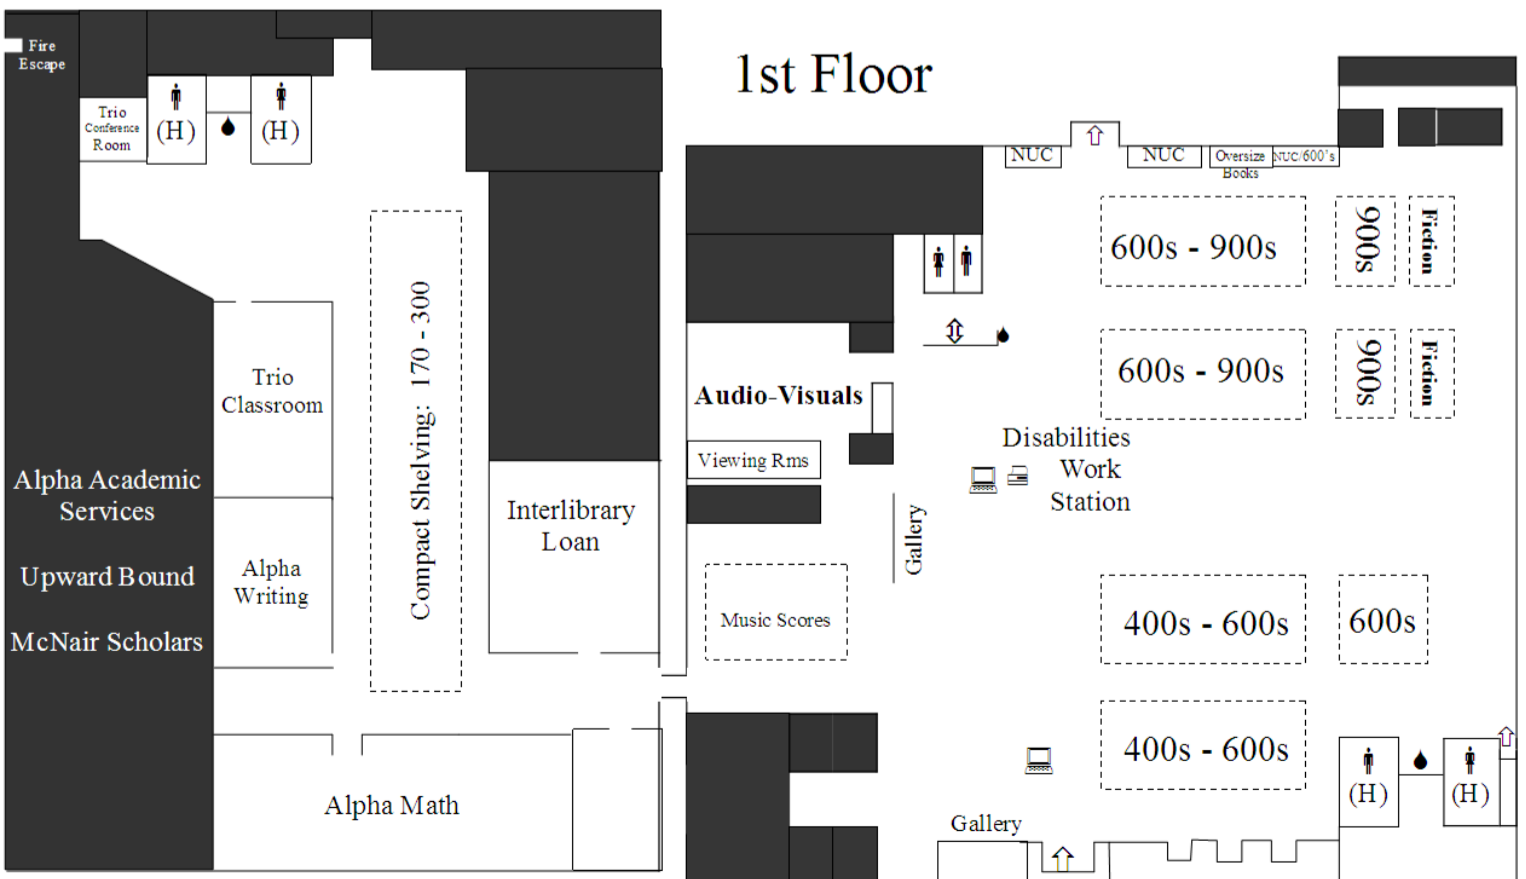 1st Floor
Fire
Escape
Trio
Conference
Room
(H)
(H)
NUC
NUC
Oversize
Books
NUC/600's
600s - 900s
900s
Fiction
Trio
Classroom
Compact Shelving: 170 - 300
600s - 900s
900s
Fiction
Audio-Visuals
Viewing Rms
Disabilities
Work
Station
Alpha Academic
Services
Upward Bound
McNair Scholars
Alpha
Writing
Interlibrary
Loan
Gallery
Music Scores
400s - 600s
600s
400s - 600s
(H)
(H)
Alpha Math
Gallery